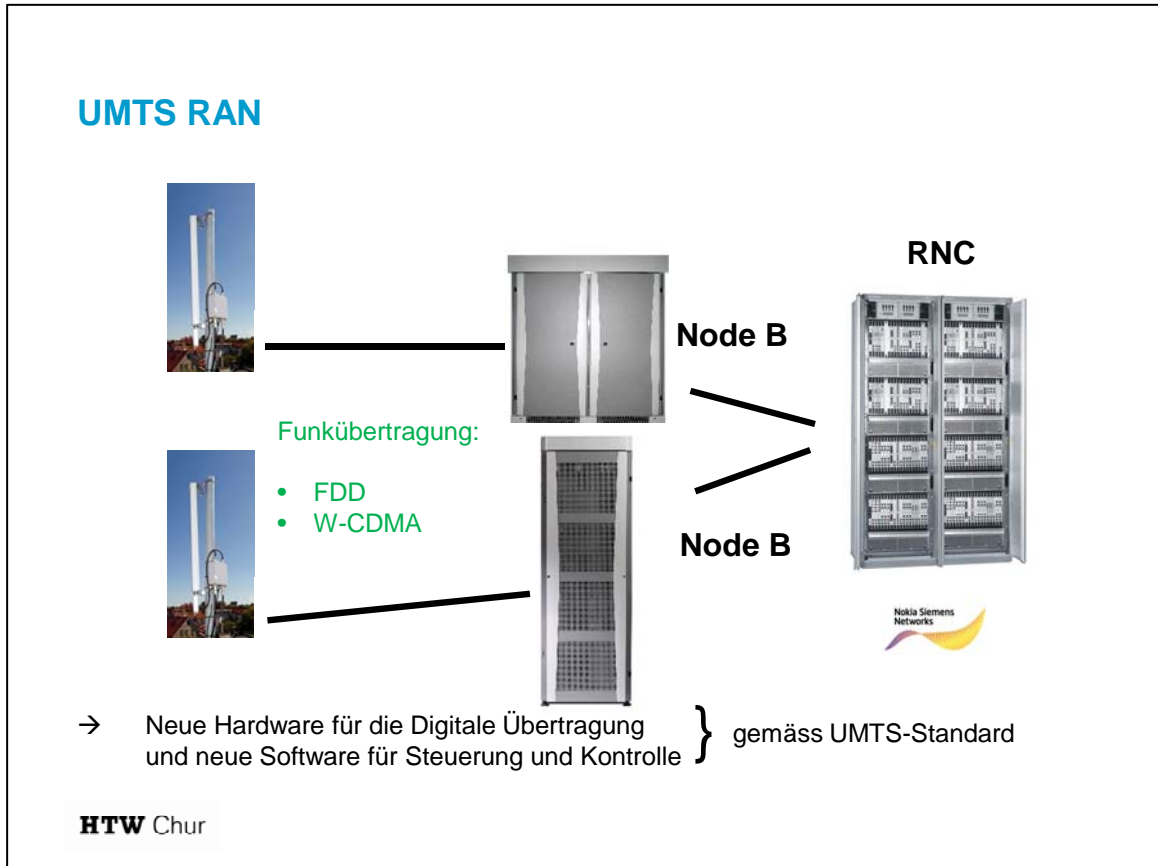 UMTS RAN
RNC
Node B
Funkübertragung:
• FDD
• W-CDMA
Node B
Nokia Siemens
Networks
→ Neue Hardware für die Digitale Übertragung
und neue Software für Steuerung und Kontrolle } gemäss UMTS-Standard
HTW Chur